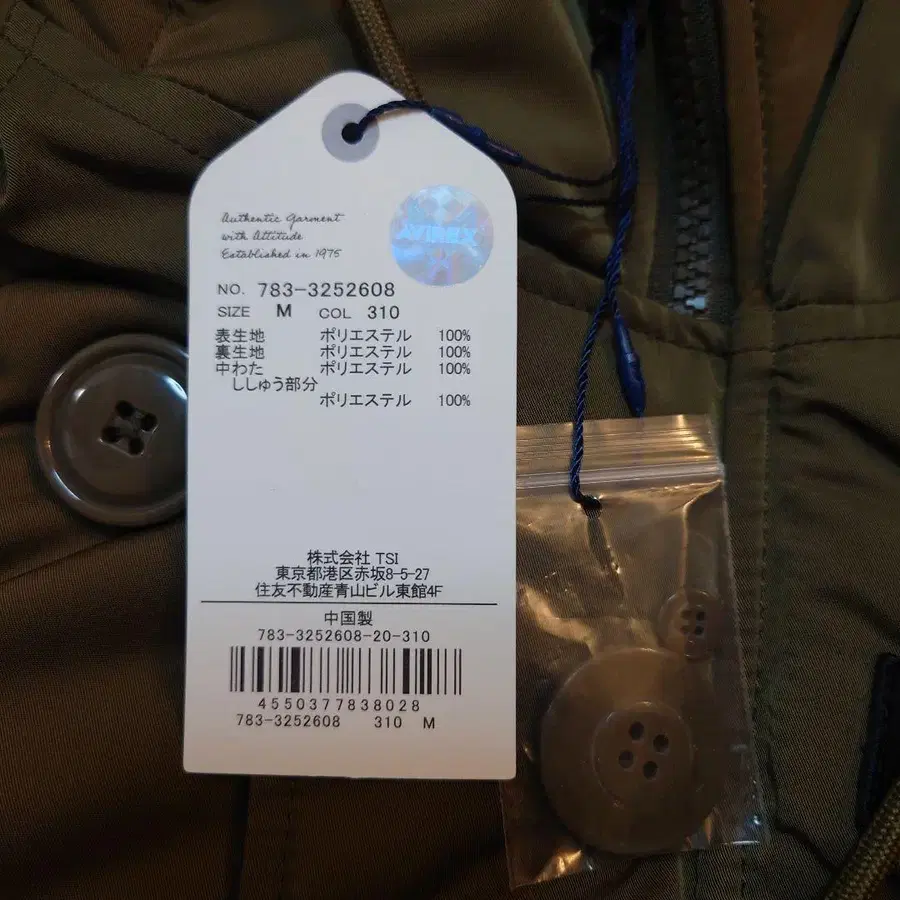 Authentic Garment
with Attitude
Established in 1975
AVIREX
NO. 783-3252608
SIZE M COL 310
表生地 ポリエステル 100%
裏生地 ポリエステル 100%
中わた ポリエステル 100%
ししゅう部分
ポリエステル 100%
株式会社 TSI
東京都港区赤坂8-5-27
住友不動産青山ビル東館4F
中国製
783-3252608-20-310
4550377838028
783-3252608 310 M